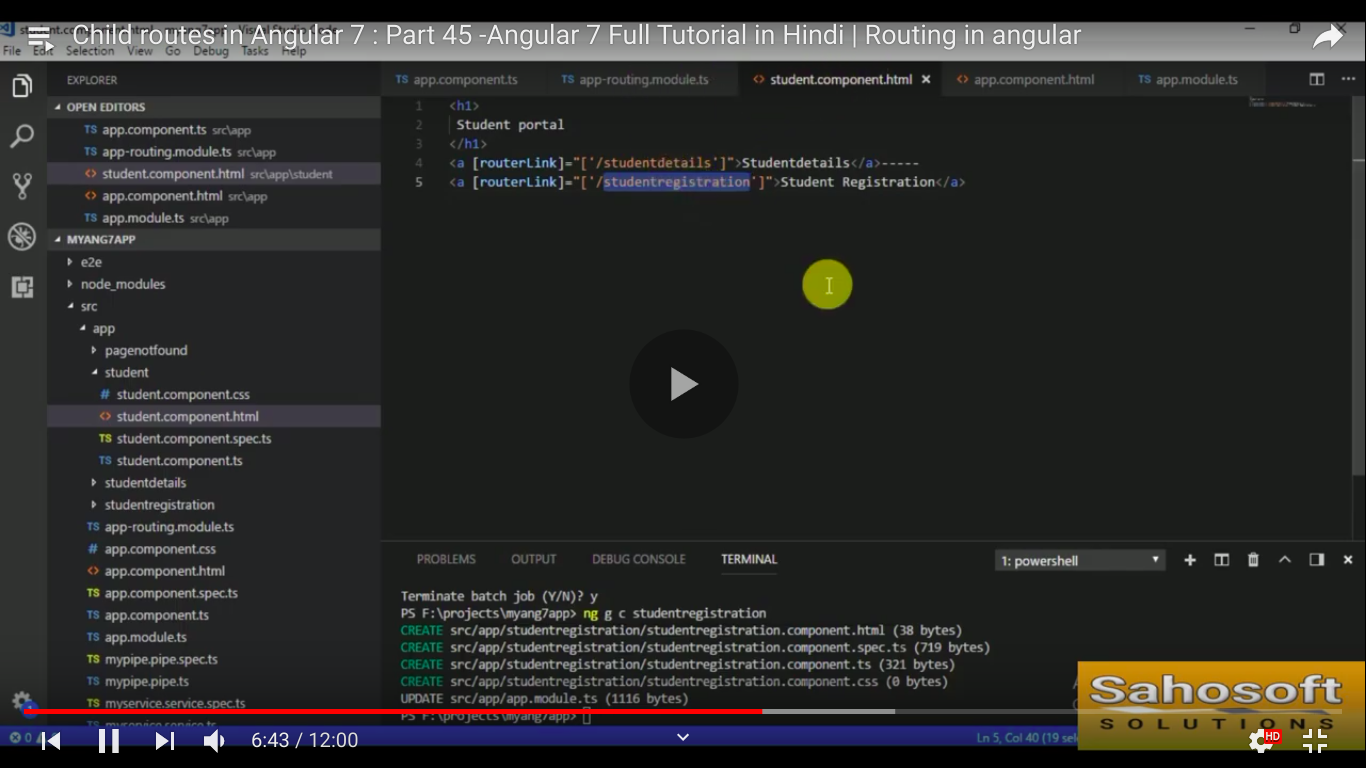 Child routes in Angular 7 : Part 45 -Angular 7 Full Tutorial in Hindi | Routing in angular
File Edit Selection View Go Debug Tasks Help
EXPLORER
OPEN EDITORS
TS app.component.ts src\app
TS app-routing.module.ts src\app
<> student.component.html src\app\student
<> app.component.html src\app
TS app.module.ts src\app
MYANG7APP
e2e
node_modules
src
app
pagenotfound
student
# student.component.css
<> student.component.html
TS student.component.spec.ts
TS student.component.ts
studentdetails
studentregistration
TS app-routing.module.ts
# app.component.css
<> app.component.html
TS app.component.spec.ts
TS app.component.ts
TS app.module.ts
TS mypipe.pipe.spec.ts
TS mypipe.pipe.ts
TS myservice.service.spec.ts
TS myservice.service.ts
TS app.component.ts TS app-routing.module.ts <> student.component.html × <> app.component.html TS app.module.ts
1 <h1>
2 Student portal
3 </h1>
4 <a [routerLink]="['/studentdetails']">Studentdetails</a>-----
5 <a [routerLink]="['/studentregistration']">Student Registration</a>
PROBLEMS OUTPUT DEBUG CONSOLE TERMINAL 1: powershell
Terminate batch job (Y/N)? y
PS F:\projects\myang7app> ng g c studentregistration
CREATE src/app/studentregistration/studentregistration.component.html (38 bytes)
CREATE src/app/studentregistration/studentregistration.component.spec.ts (719 bytes)
CREATE src/app/studentregistration/studentregistration.component.ts (321 bytes)
CREATE src/app/studentregistration/studentregistration.component.css (0 bytes)
UPDATE src/app/app.module.ts (1116 bytes)
PS F:\projects\myang7app>
Sahosoft
SOLUTIONS
6:43 / 12:00
Ln 5, Col 40 (19 sel
HD